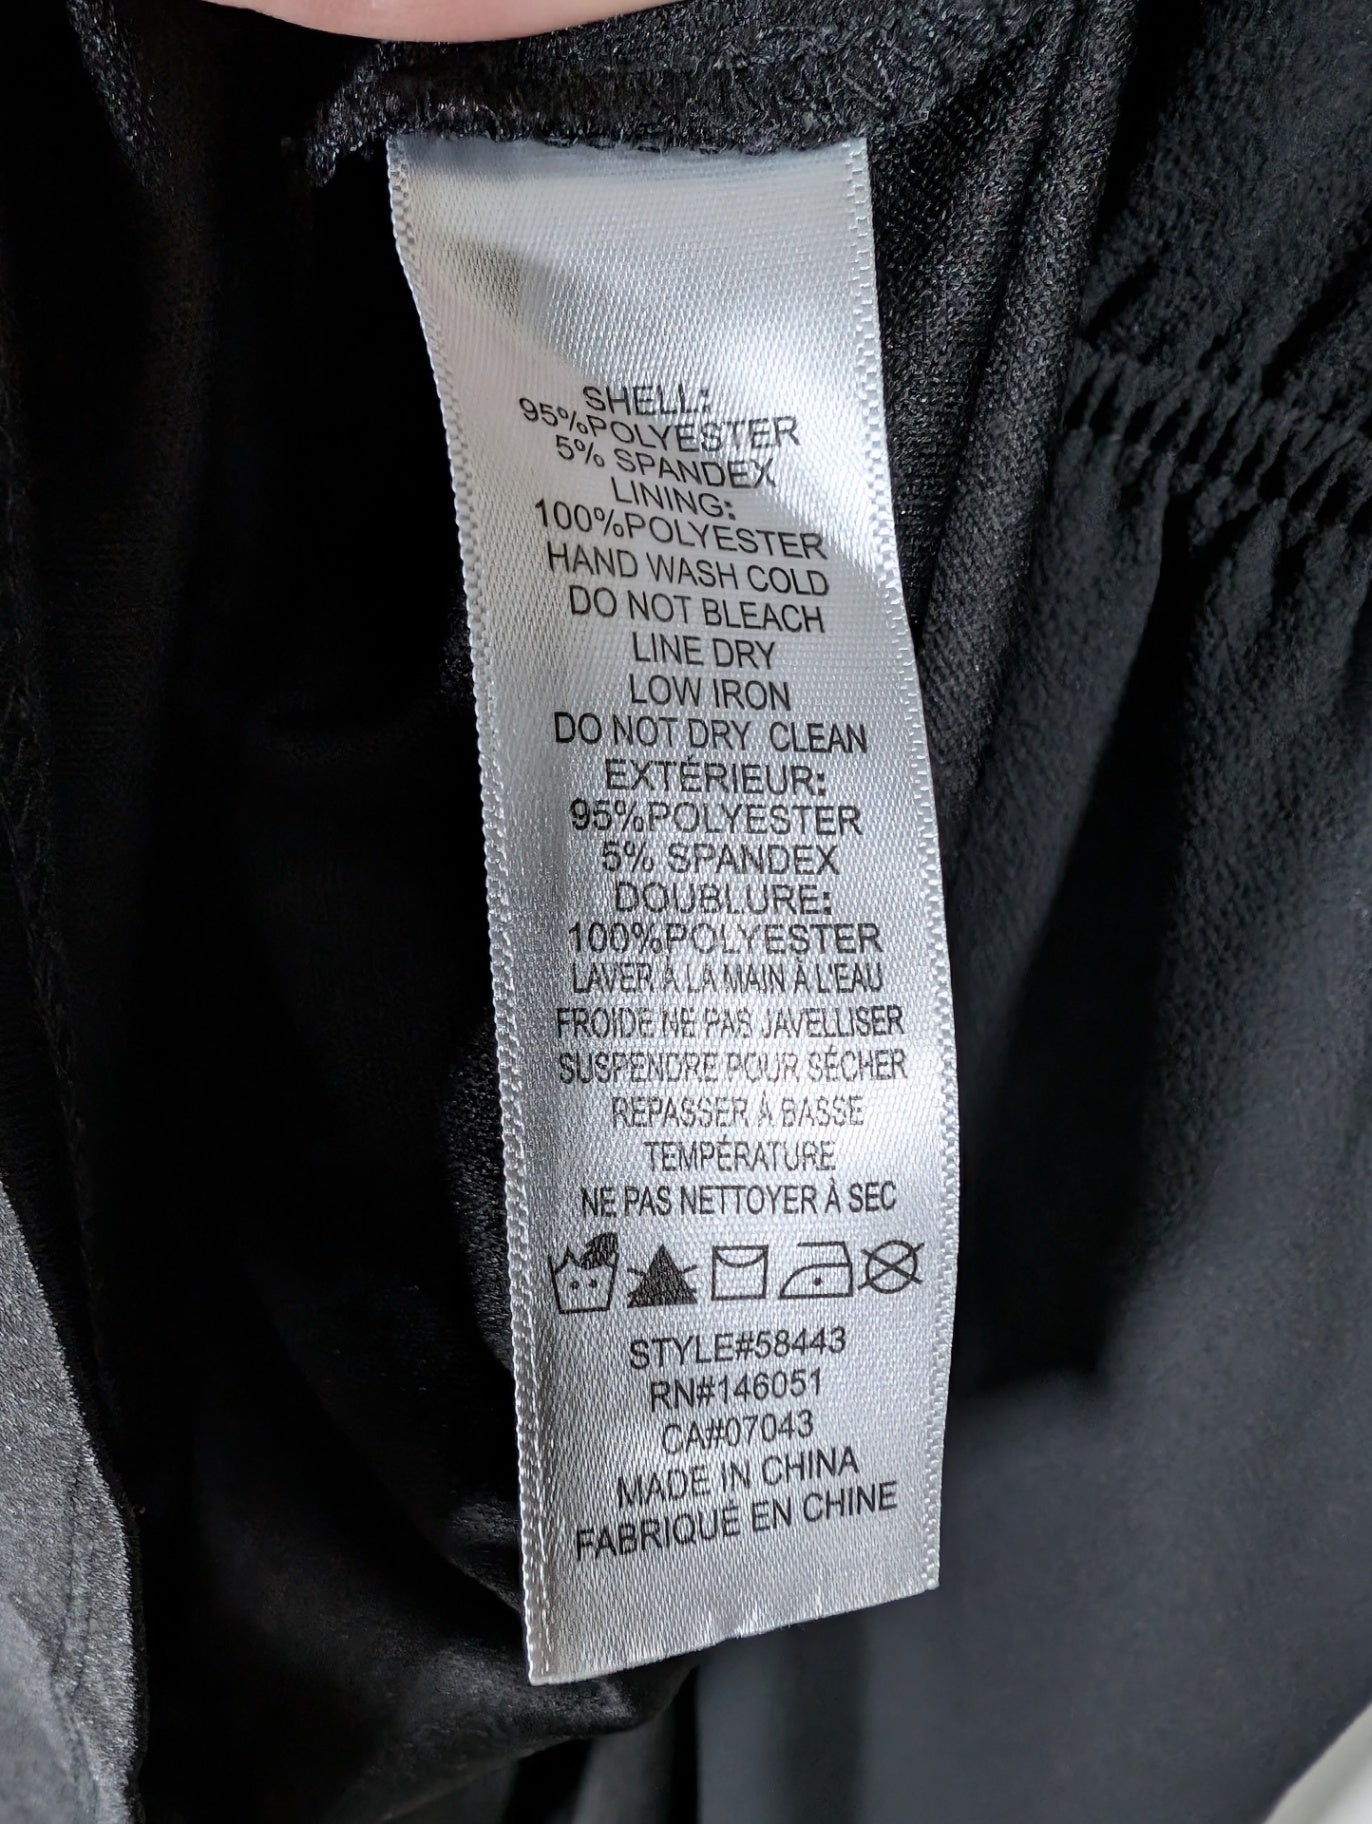 SHELL:
95%POLYESTER
5% SPANDEX
LINING:
100%POLYESTER
HAND WASH COLD
DO NOT BLEACH
LINE DRY
LOW IRON
DO NOT DRY CLEAN
EXTÉRIEUR:
95%POLYESTER
5% SPANDEX
DOUBLURE:
100%POLYESTER
LAVER À LA MAIN À L'EAU
FROIDE NE PAS JAVELLISER
SUSPENDRE POUR SÉCHER
REPASSER À BASSE
TEMPÉRATURE
NE PAS NETTOYER À SEC
STYLE#58443
RN#146051
CA#07043
MADE IN CHINA
FABRIQUÉ EN CHINE